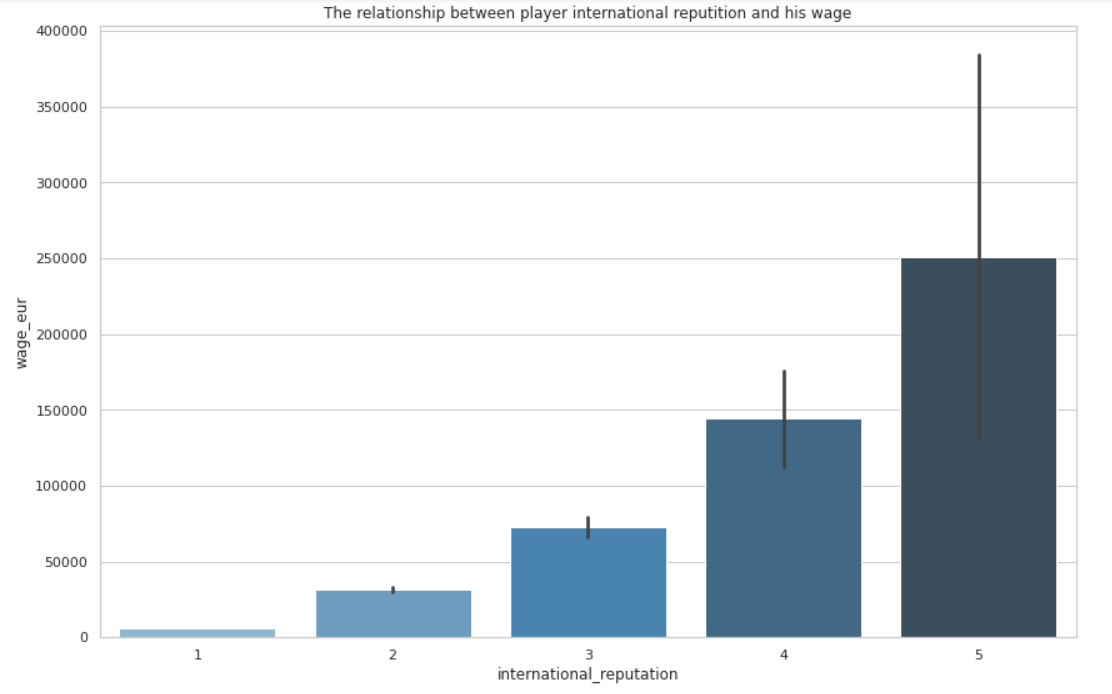 The relationship between player international reputition and his wage
400000
350000
300000
250000
200000
150000
100000
50000
0
wage_eur
1 2 3 4 5
international_reputation